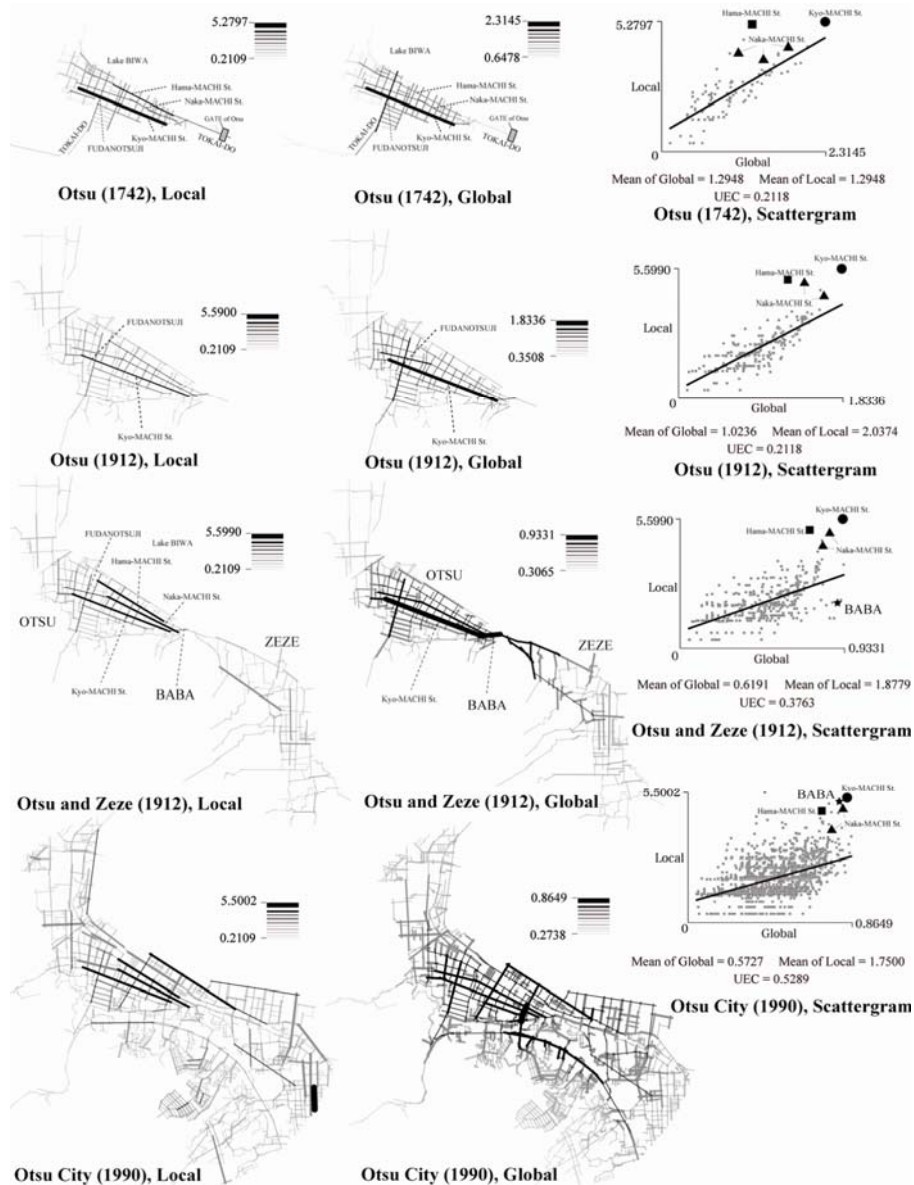 5.2797
0.2109
Lake BIWA
Hama-MACHI St.
Naka-MACHI St.
GATE of Otsu
TOKAI-DO
Kyo-MACHI St.
TOKAI-DO
FUDANOTSUJI
Otsu (1742), Local
2.3145
0.6478
Lake BIWA
Hama-MACHI St.
Naka-MACHI St.
GATE of Otsu
TOKAI-DO
Kyo-MACHI St.
TOKAI-DO
FUDANOTSUJI
Otsu (1742), Global
Hama-MACHI St.
Kyo-MACHI St.
5.2797
Naka-MACHI St.
Local
0
Global
2.3145
Mean of Global = 1.2948 Mean of Local = 1.2948
UEC = 0.2118
Otsu (1742), Scattergram
5.5900
0.2109
FUDANOTSUJI
Kyo-MACHI St.
Otsu (1912), Local
1.8336
0.3508
FUDANOTSUJI
Kyo-MACHI St.
Otsu (1912), Global
Kyo-MACHI St.
5.5990
Hama-MACHI St.
Naka-MACHI St.
Local
0
Global
1.8336
Mean of Global = 1.0236 Mean of Local = 2.0374
UEC = 0.2118
Otsu (1912), Scattergram
5.5990
0.2109
FUDANOTSUJI
Lake BIWA
Hama-MACHI St.
Naka-MACHI St.
OTSU
ZEZE
Kyo-MACHI St.
BABA
Otsu and Zeze (1912), Local
0.9331
0.3065
OTSU
ZEZE
Kyo-MACHI St.
BABA
Otsu and Zeze (1912), Global
Kyo-MACHI St.
5.5990
Hama-MACHI St.
Naka-MACHI St.
Local
BABA
0
Global
0.9331
Mean of Global = 0.6191 Mean of Local = 1.8779
UEC = 0.3763
Otsu and Zeze (1912), Scattergram
5.5002
0.2109
Otsu City (1990), Local
0.8649
0.2738
Otsu City (1990), Global
BABA
Kyo-MACHI St.
5.5002
Hama-MACHI St.
Naka-MACHI St.
Local
0
Global
0.8649
Mean of Global = 0.5727 Mean of Local = 1.7500
UEC = 0.5289
Otsu City (1990), Scattergram